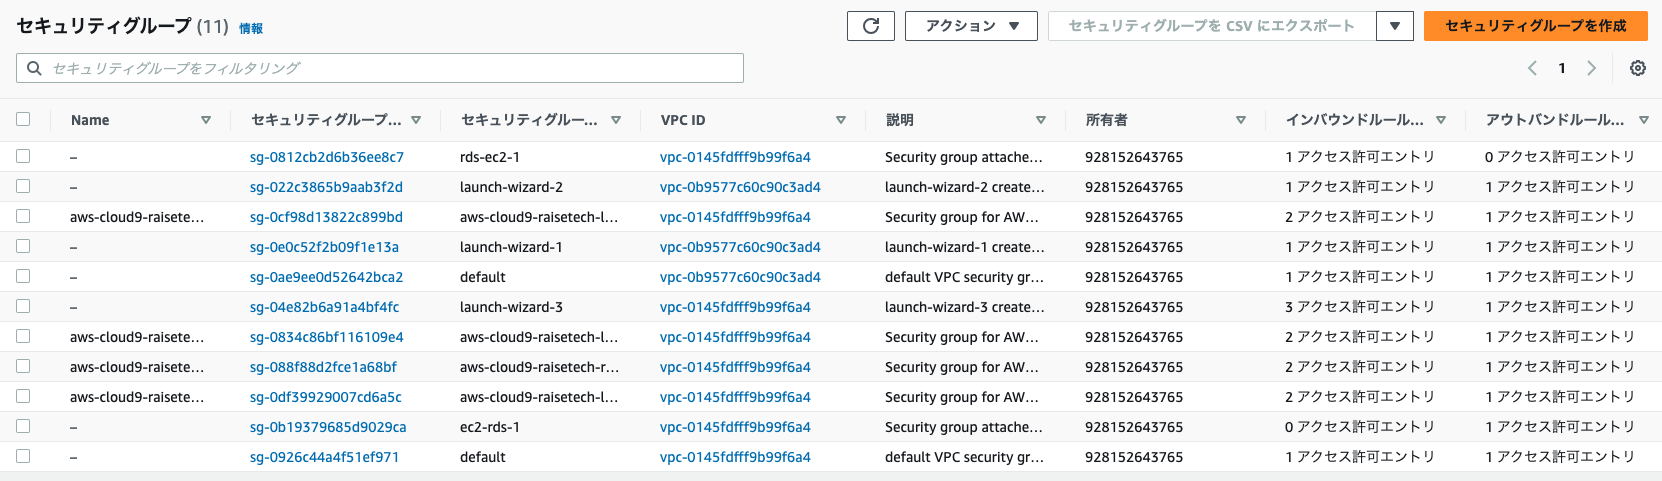 セキュリティグループ (11) 情報
アクション
セキュリティグループを CSV にエクスポート
セキュリティグループを作成
セキュリティグループをフィルタリング
1
Name セキュリティグループ... セキュリティグルー... VPC ID 説明 所有者 インバウンドルール... アウトバンドルール...
– sg-0812cb2d6b36ee8c7 rds-ec2-1 vpc-0145fdfff9b99f6a4 Security group attache... 928152643765 1 アクセス許可エントリ 0 アクセス許可エントリ
– sg-022c3865b9aab3f2d launch-wizard-2 vpc-0b9577c60c90c3ad4 launch-wizard-2 create... 928152643765 1 アクセス許可エントリ 1 アクセス許可エントリ
aws-cloud9-raisete... sg-0cf98d13822c899bd aws-cloud9-raisetech-l... vpc-0145fdfff9b99f6a4 Security group for AW... 928152643765 2 アクセス許可エントリ 1 アクセス許可エントリ
– sg-0e0c52f2b09f1e13a launch-wizard-1 vpc-0b9577c60c90c3ad4 launch-wizard-1 create... 928152643765 1 アクセス許可エントリ 1 アクセス許可エントリ
– sg-0ae9ee0d52642bca2 default vpc-0b9577c60c90c3ad4 default VPC security gr... 928152643765 1 アクセス許可エントリ 1 アクセス許可エントリ
– sg-04e82b6a91a4bf4fc launch-wizard-3 vpc-0145fdfff9b99f6a4 launch-wizard-3 create... 928152643765 3 アクセス許可エントリ 1 アクセス許可エントリ
aws-cloud9-raisete... sg-0834c86bf116109e4 aws-cloud9-raisetech-l... vpc-0145fdfff9b99f6a4 Security group for AW... 928152643765 2 アクセス許可エントリ 1 アクセス許可エントリ
aws-cloud9-raisete... sg-088f88d2fce1a68bf aws-cloud9-raisetech-r... vpc-0145fdfff9b99f6a4 Security group for AW... 928152643765 2 アクセス許可エントリ 1 アクセス許可エントリ
aws-cloud9-raisete... sg-0df39929007cd6a5c aws-cloud9-raisetech-l... vpc-0145fdfff9b99f6a4 Security group for AW... 928152643765 2 アクセス許可エントリ 1 アクセス許可エントリ
– sg-0b19379685d9029ca ec2-rds-1 vpc-0145fdfff9b99f6a4 Security group attache... 928152643765 0 アクセス許可エントリ 1 アクセス許可エントリ
– sg-0926c44a4f51ef971 default vpc-0145fdfff9b99f6a4 default VPC security gr... 928152643765 1 アクセス許可エントリ 1 アクセス許可エントリ